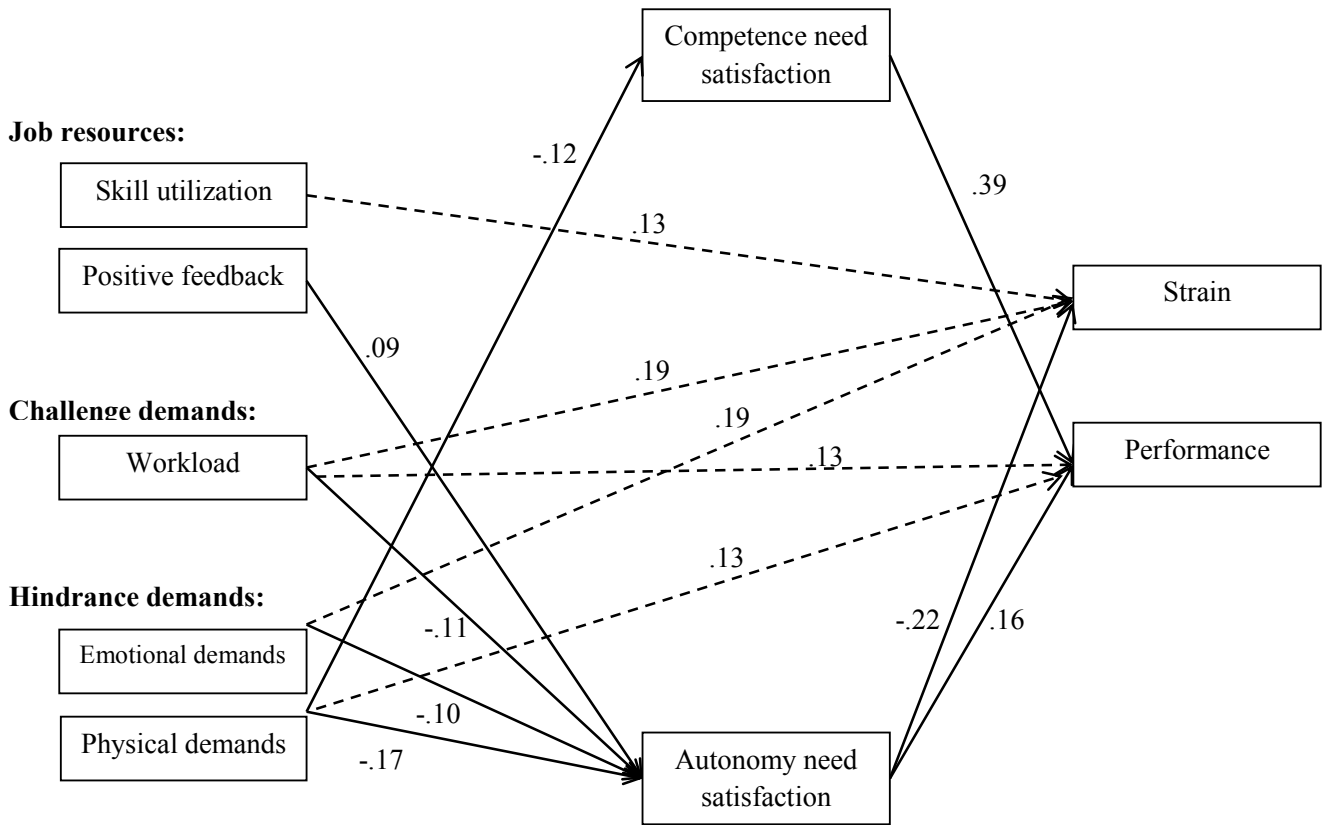 Competence need
satisfaction
Job resources:
-.12
Skill utilization
.39
.13
Positive feedback
Strain
.09
.19
Challenge demands:
.19
Workload
.13
Performance
.13
Hindrance demands:
-.11
-.22
.16
Emotional demands
-.10
Physical demands
-.17
Autonomy need
satisfaction